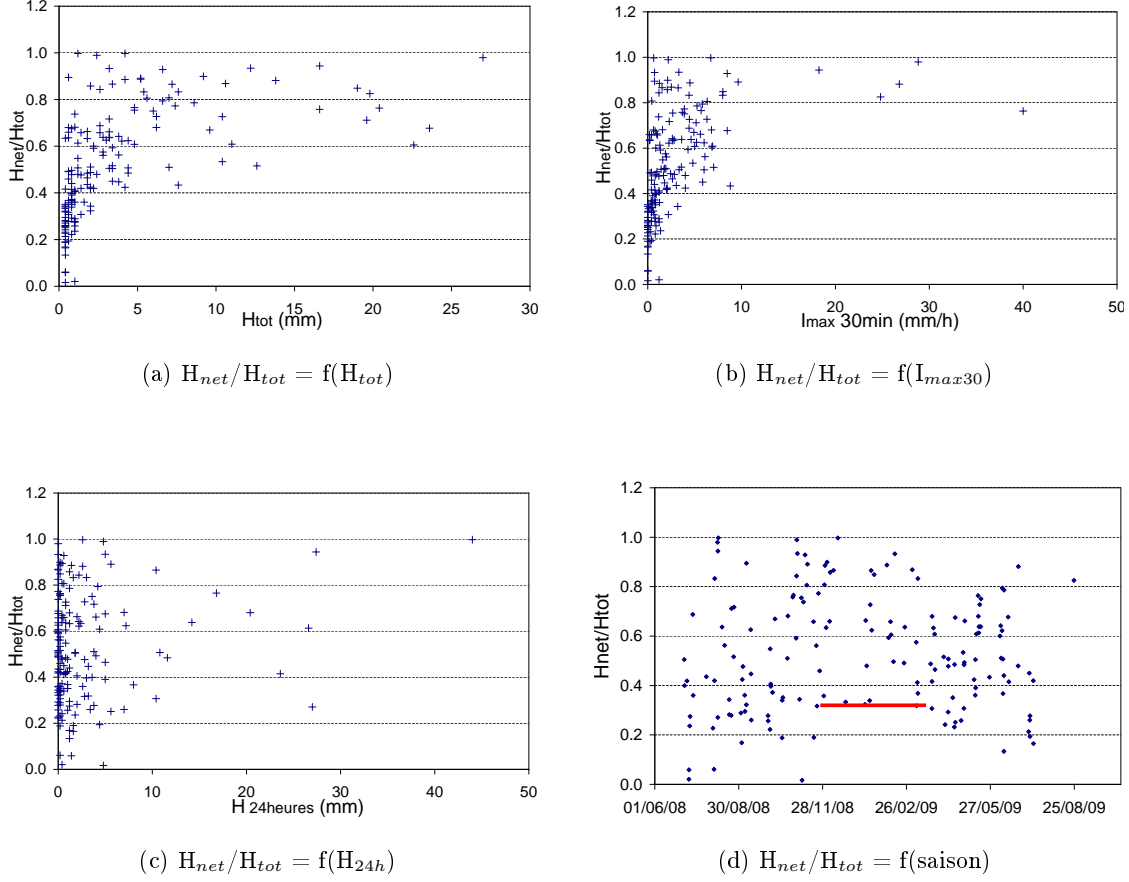 1.2
1.0
0.8
0.6
0.4
0.2
0.0
Hnet/Htot
0 5 10 15 20 25 30
Htot (mm)
(a) Hnet/Htot = f(Htot)
1.2
1.0
0.8
0.6
0.4
0.2
0.0
Hnet/Htot
0 10 20 30 40 50
Imax 30min (mm/h)
(b) Hnet/Htot = f(Imax30)
1.2
1.0
0.8
0.6
0.4
0.2
0.0
Hnet/Htot
0 10 20 30 40 50
H 24heures (mm)
(c) Hnet/Htot = f(H24h)
1.2
1.0
0.8
0.6
0.4
0.2
0.0
Hnet/Htot
01/06/08 30/08/08 28/11/08 26/02/09 27/05/09 25/08/09
(d) Hnet/Htot = f(saison)